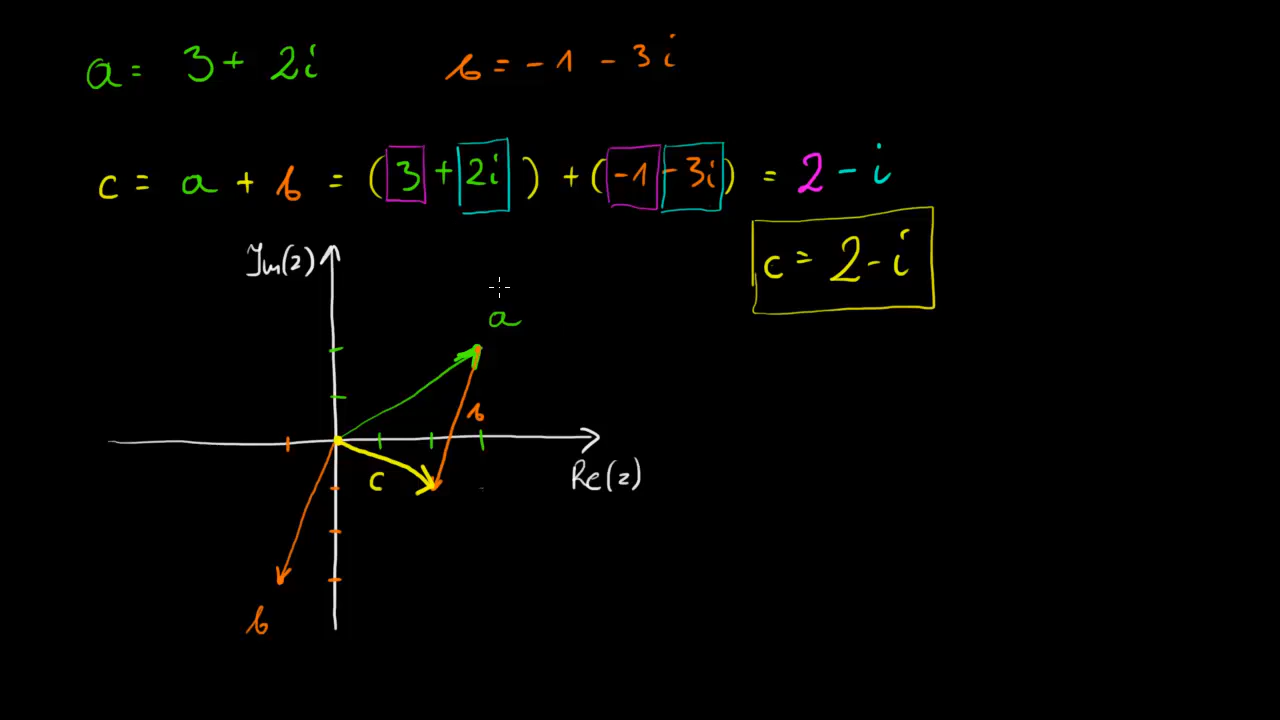 a = 3 + 2i b = -1 - 3i
c = a + b = (3 + 2i) + (-1 - 3i) = 2 - i
c = 2 - i
Im(z)
a
b
c
Re(z)
b